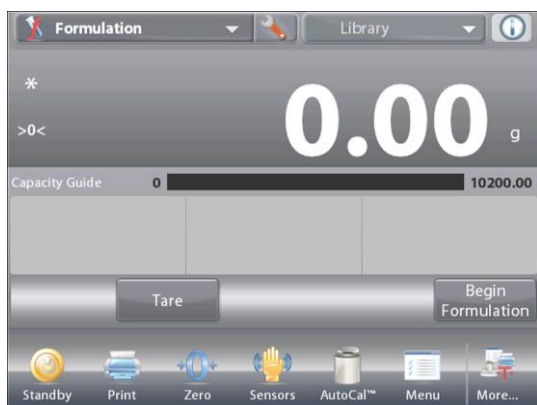 Formulation
Library
*
>0<
0.00 g
Capacity Guide 0 10200.00
Tare
Begin
Formulation
Standby Print Zero Sensors AutoCal™ Menu More...